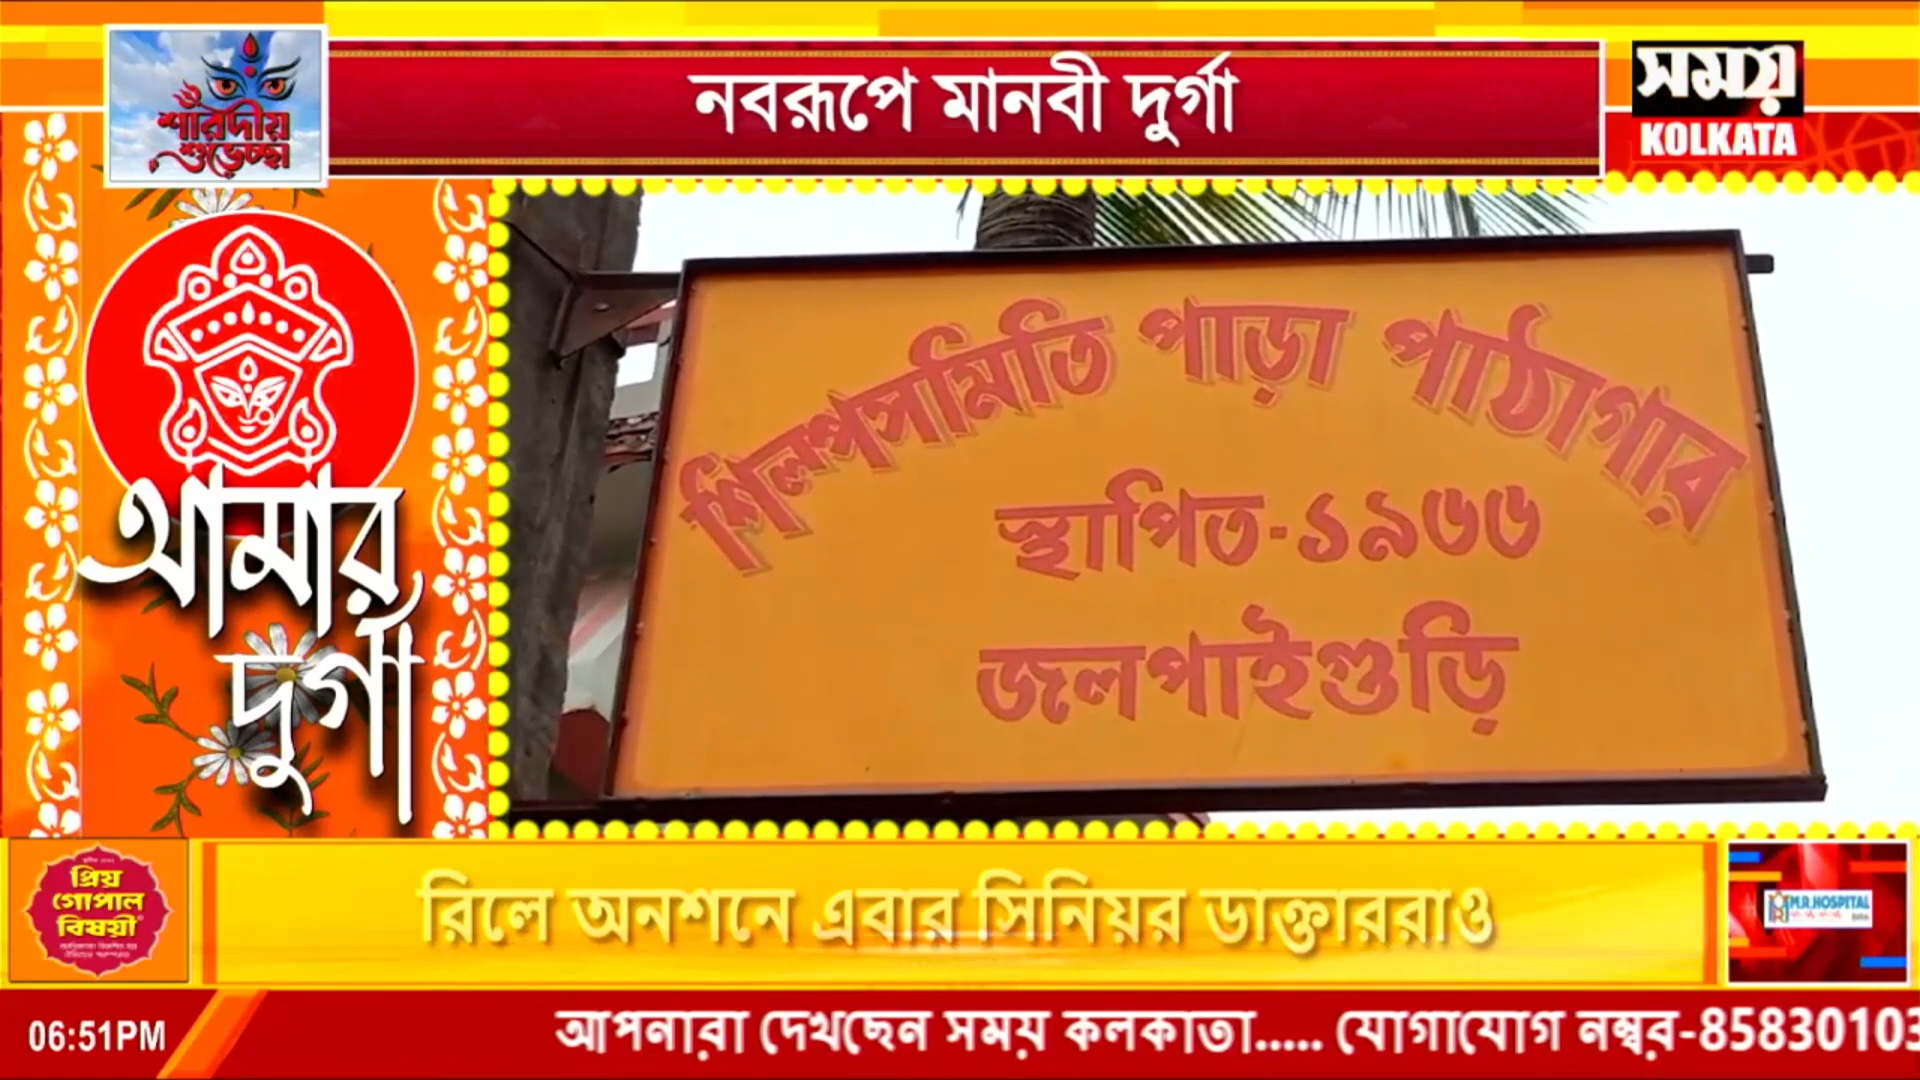 শারদীয়
শুভেচ্ছা
নবরূপে মানবী দুর্গা
সময়
KOLKATA
আমার
দুর্গা
শিল্পসমিতি পাড়া পাঠাগার
স্থাপিত-১৯৬৬
জলপাইগুড়ি
প্রিয়
গোপাল
বিষয়ী
রিলে অনশনে এবার সিনিয়র ডাক্তাররাও
M.R.HOSPITAL
06:51PM
আপনারা দেখছেন সময় কলকাতা..... যোগাযোগ নম্বর-85830103